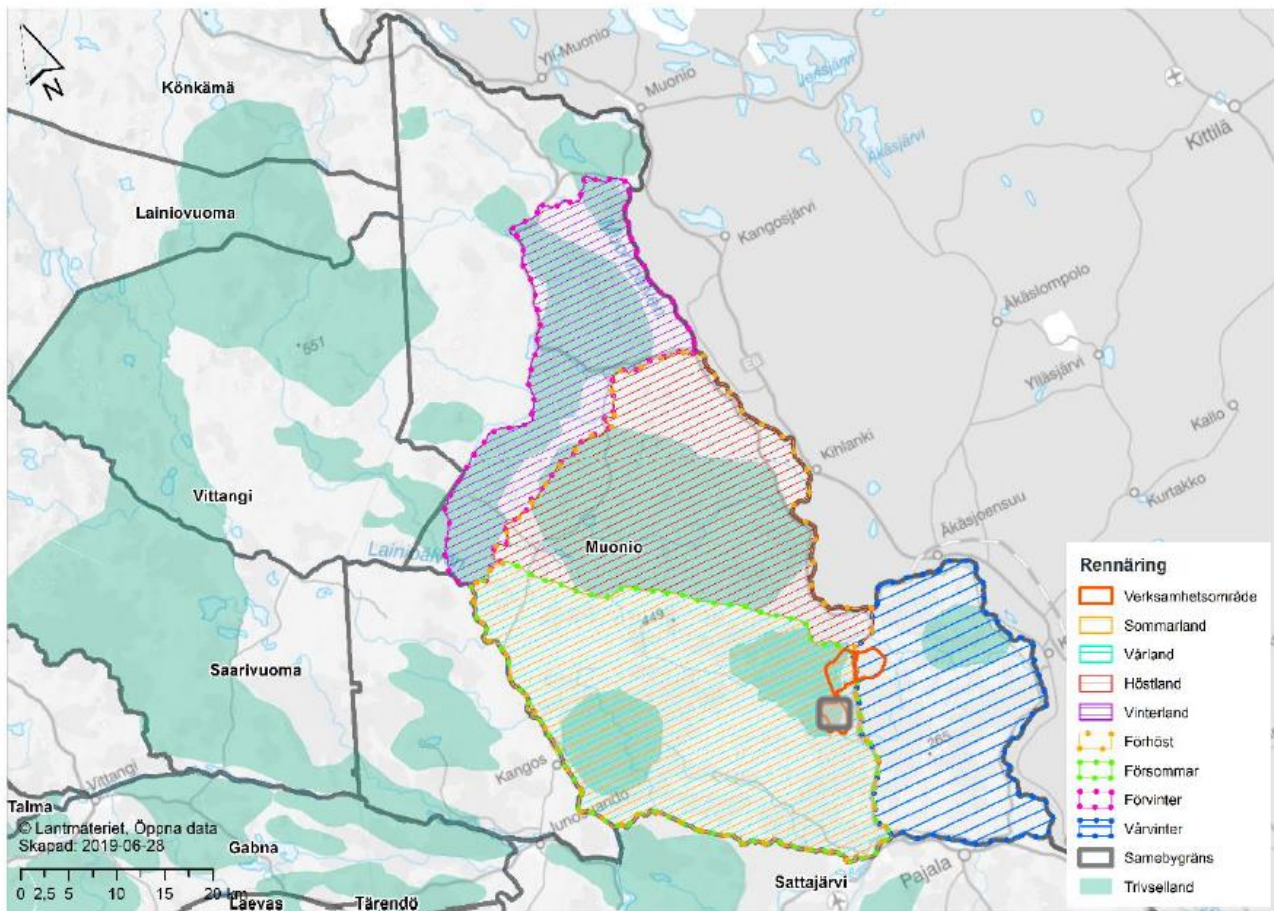 N
Könkämä
Yli-Muonio
Muonio
Jerisjärvi
Kittilä
Äkäsjärvi
Lainiovuoma
Kangosjärvi
Äkäslompolo
551
Ylläsjärvi
Kallo
Kihlanki
Kurtakko
Vittangi
Muonio
Äkäsjoensuu
449
Saarivuoma
265
Kangos
Vittangi
Talma
Gabna
Sattajärvi
Pajala
Laevas
Tärendö
© Lantmäteriet, Öppna data
Skapad: 2019-06-28
0 2,5 5 10 15 20 km
Rennäring
Verksamhetsområde
Sommarland
Vårland
Höstland
Vinterland
Förhöst
Försommar
Förvinter
Vårvinter
Samebygräns
Trivselland